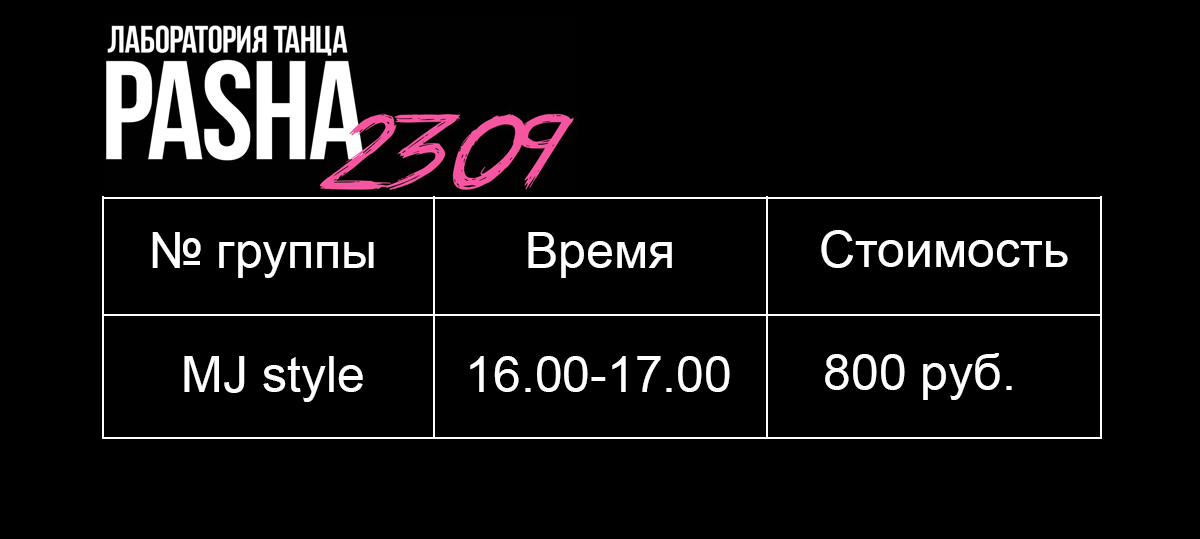 ЛАБОРАТОРИЯ ТАНЦА
PASHA
2309
№ группы Время Стоимость
MJ style 16.00-17.00 800 руб.